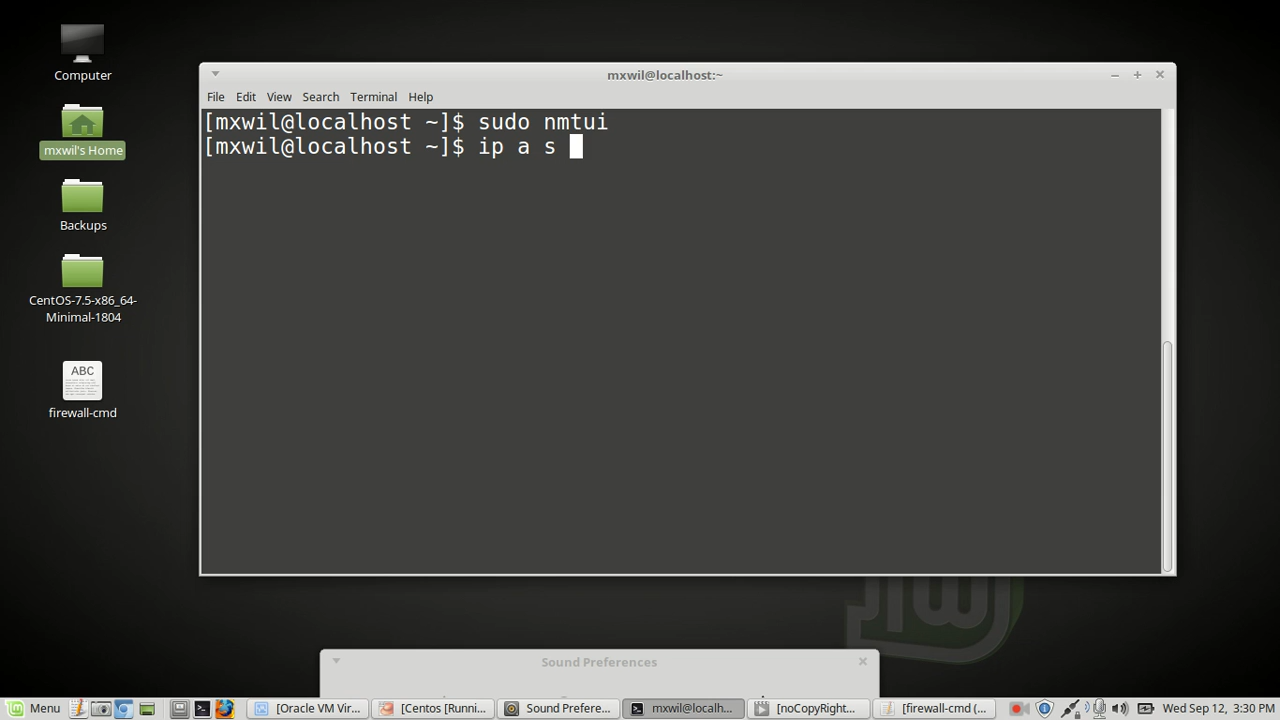 Computer
mxwil's Home
Backups
CentOS-7.5-x86_64-
Minimal-1804
ABC
firewall-cmd
mxwil@localhost:~
File Edit View Search Terminal Help
[mxwil@localhost ~]$ sudo nmtui
[mxwil@localhost ~]$ ip a s
Sound Preferences
Menu [Oracle VM Vir... [Centos [Runni... Sound Prefere... mxwil@localh... [noCopyRight... [firewall-cmd (... Wed Sep 12, 3:30 PM